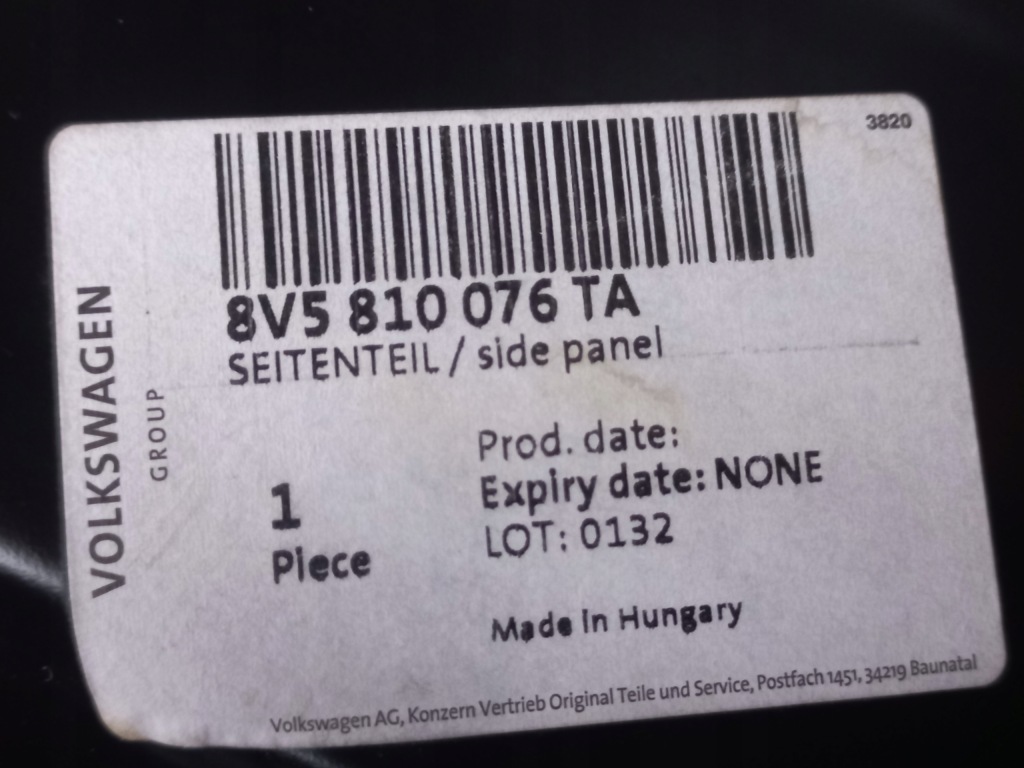 3820
8V5 810 076 TA
SEITENTEIL / side panel
VOLKSWAGEN
GROUP
1
Piece
Prod. date:
Expiry date: NONE
LOT: 0132
Made in Hungary
Volkswagen AG, Konzern Vertrieb Original Teile und Service, Postfach 1451, 34219 Baunatal